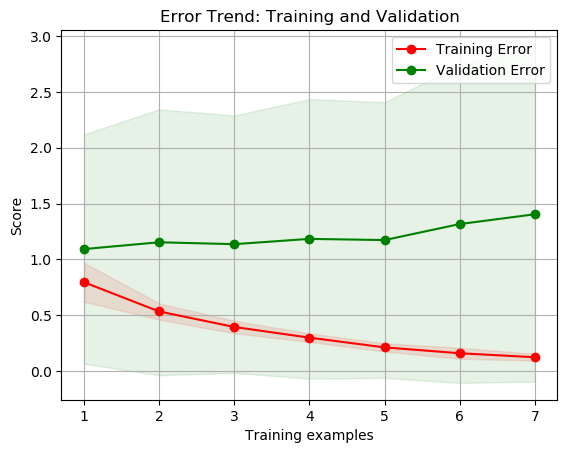 Error Trend: Training and Validation
3.0
2.5
2.0
1.5
1.0
0.5
0.0
Score
Training Error
Validation Error
1 2 3 4 5 6 7
Training examples